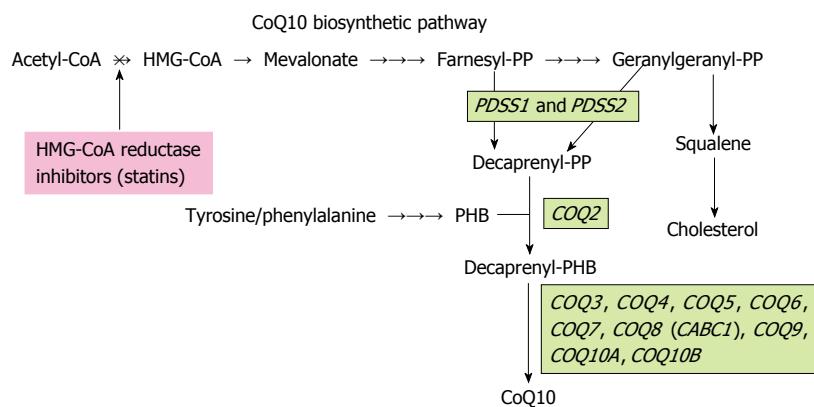 CoQ10 biosynthetic pathway
Acetyl-CoA HMG-CoA → Mevalonate →→→ Farnesyl-PP →→→ Geranylgeranyl-PP
PDSS1 and PDSS2
HMG-CoA reductase
inhibitors (statins)
Squalene
Decaprenyl-PP
Tyrosine/phenylalanine →→→ PHB
COQ2
Cholesterol
Decaprenyl-PHB
COQ3, COQ4, COQ5, COQ6,
COQ7, COQ8 (CABC1), COQ9,
COQ10A, COQ10B
CoQ10